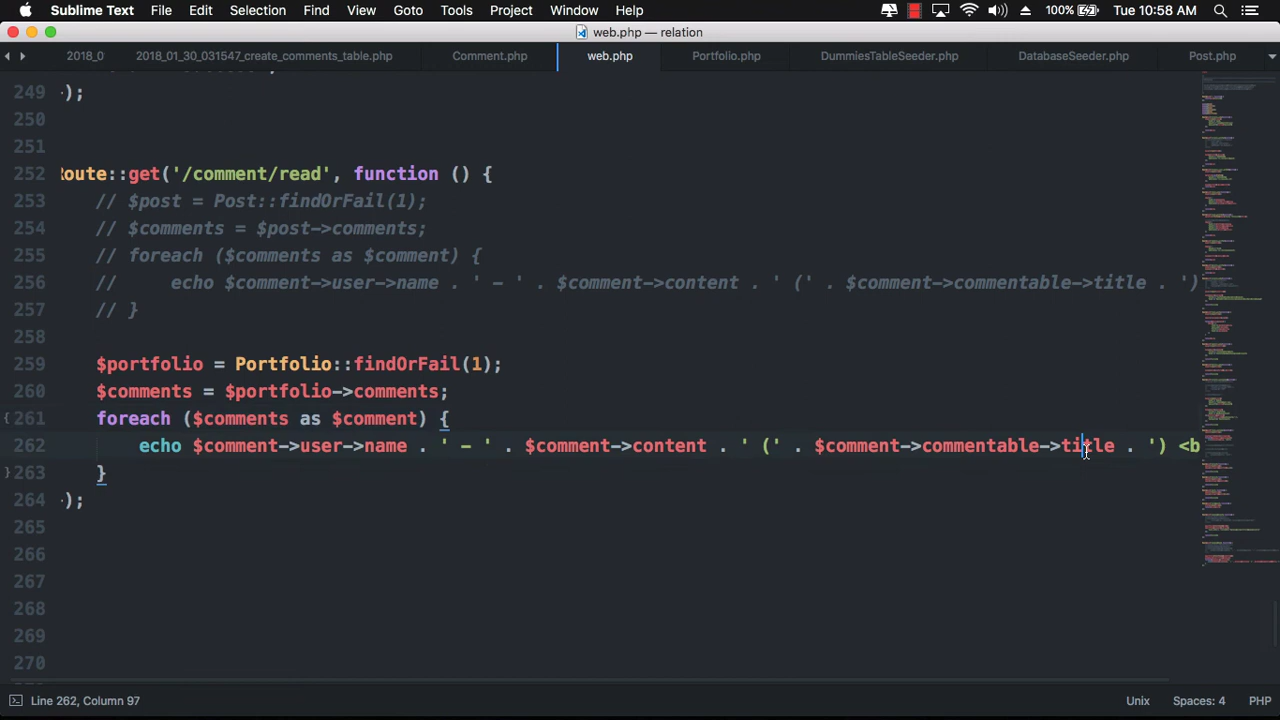 Sublime Text File Edit Selection Find View Goto Tools Project Window Help 100% Tue 10:58 AM
web.php — relation
2018_0 2018_01_30_031547_create_comments_table.php Comment.php web.php Portfolio.php DummiesTableSeeder.php DatabaseSeeder.php Post.php
249 );
250
251
252 oute::get('/comment/read', function () {
253 // $post = Post::findOrFail(1);
254 // $comments = $post->comments;
255 // foreach ($comments as $comment) {
256 // echo $comment->user->name . ' - . $comment->content . ' (' . $comment->commentable->title . ')
257 // }
258
259 $portfolio = Portfolio::findOrFail(1);
260 $comments = $portfolio->comments;
261 foreach ($comments as $comment) {
262 echo $comment->user->name . ' - ' $comment->content . ' (' . $comment->commentable->title . ') <b
263 }
264 );
265
266
267
268
269
270
Line 262, Column 97 Unix Spaces: 4 PHP